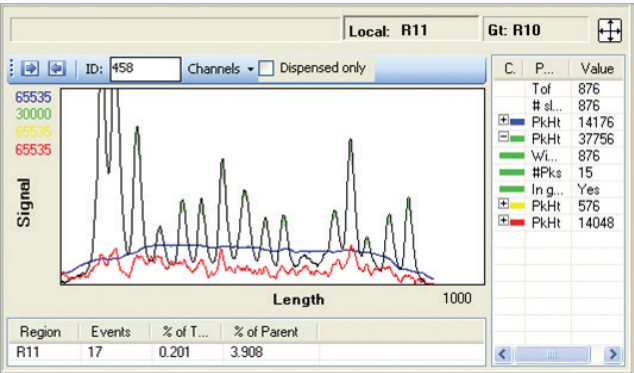 Local: R11 Gt: R10
ID: 458 Channels Dispensed only
65535
30000
65535
65535
Signal
Length 1000
C. P... Value
Tof 876
# sl... 876
PkHt 14176
PkHt 37756
Wi... 876
#Pks 15
In g... Yes
PkHt 576
PkHt 14048
Region Events % of T... % of Parent
R11 17 0.201 3.908